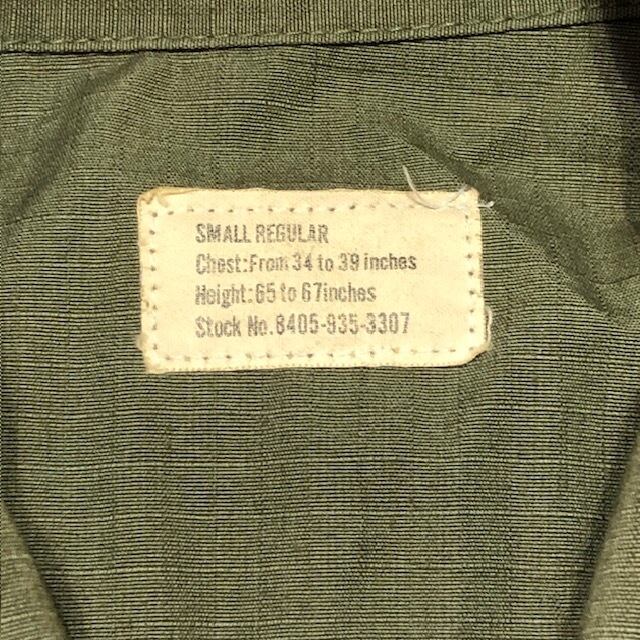 SMALL REGULAR
Chest:From 34 to 39 inches
Height:65 to 67inches
Stock No.8405-935-3307